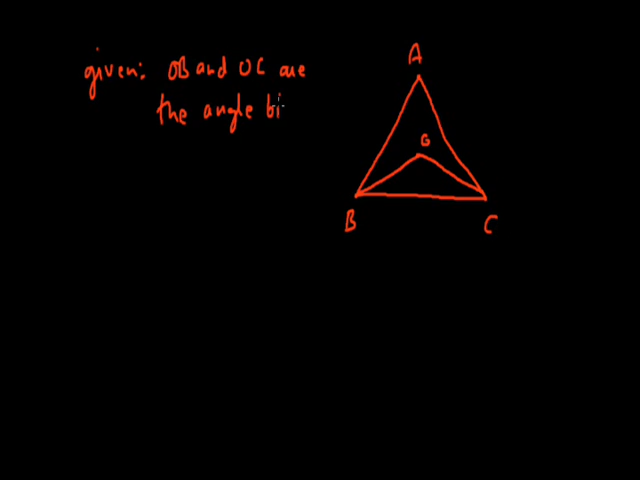 given: OB and OC are
the angle bi
A
O
B
C